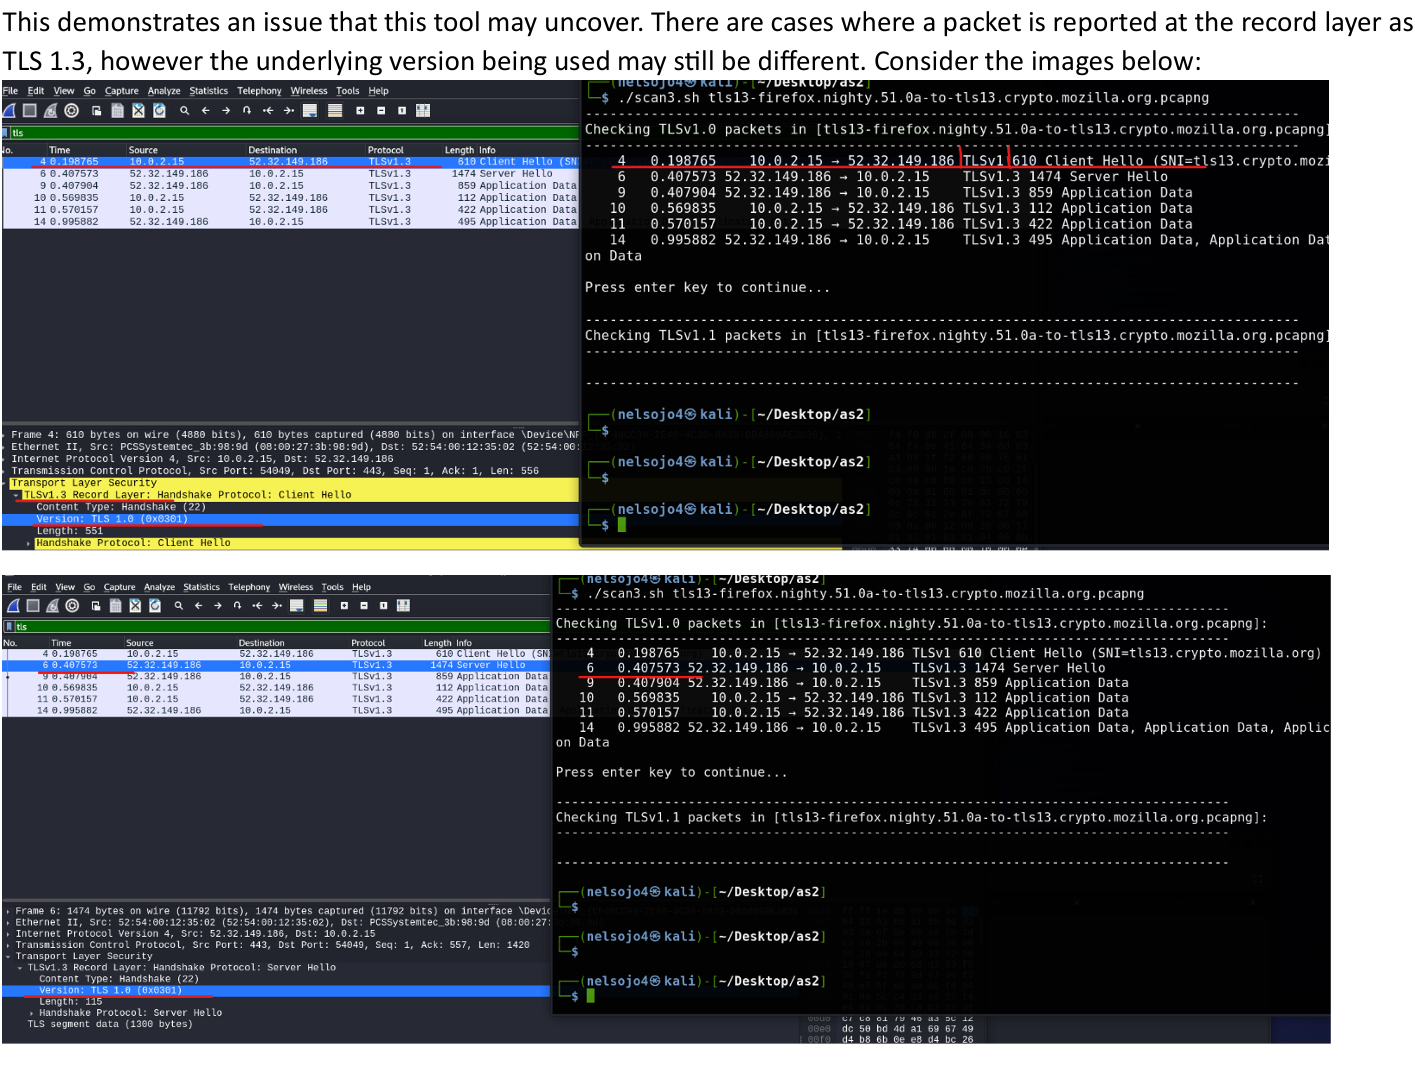 This demonstrates an issue that this tool may uncover. There are cases where a packet is reported at the record layer as
TLS 1.3, however the underlying version being used may still be different. Consider the images below:
File Edit View Go Capture Analyze Statistics Telephony Wireless Tools Help
tls
No. Time Source Destination Protocol Length Info
4 0.198765 10.0.2.15 52.32.149.186 TLSv1.3 610 Client Hello (SN
6 0.407573 52.32.149.186 10.0.2.15 TLSv1.3 1474 Server Hello
9 0.407904 52.32.149.186 10.0.2.15 TLSv1.3 859 Application Data
10 0.569835 10.0.2.15 52.32.149.186 TLSv1.3 112 Application Data
11 0.570157 10.0.2.15 52.32.149.186 TLSv1.3 422 Application Data
14 0.995882 52.32.149.186 10.0.2.15 TLSv1.3 495 Application Data
Frame 4: 610 bytes on wire (4880 bits), 610 bytes captured (4880 bits) on interface \Device\NF
Ethernet II, Src: PCSSystemtec_3b:98:9d (08:00:27:3b:98:9d), Dst: 52:54:00:12:35:02 (52:54:00:
Internet Protocol Version 4, Src: 10.0.2.15, Dst: 52.32.149.186
Transmission Control Protocol, Src Port: 54049, Dst Port: 443, Seq: 1, Ack: 1, Len: 556
Transport Layer Security
TLSv1.3 Record Layer: Handshake Protocol: Client Hello
Content Type: Handshake (22)
Version: TLS 1.0 (0x0301)
Length: 551
Handshake Protocol: Client Hello
(nelsojo4㉿kali)-[~/Desktop/as2]
$ ./scan3.sh tls13-firefox.nighty.51.0a-to-tls13.crypto.mozilla.org.pcapng
Checking TLSv1.0 packets in [tls13-firefox.nighty.51.0a-to-tls13.crypto.mozilla.org.pcapng]
4 0.198765 10.0.2.15 → 52.32.149.186 TLSv1 610 Client Hello (SNI=tls13.crypto.mozi
6 0.407573 52.32.149.186 → 10.0.2.15 TLSv1.3 1474 Server Hello
9 0.407904 52.32.149.186 → 10.0.2.15 TLSv1.3 859 Application Data
10 0.569835 10.0.2.15 → 52.32.149.186 TLSv1.3 112 Application Data
11 0.570157 10.0.2.15 → 52.32.149.186 TLSv1.3 422 Application Data
14 0.995882 52.32.149.186 → 10.0.2.15 TLSv1.3 495 Application Data, Application Dat
on Data
Press enter key to continue...
Checking TLSv1.1 packets in [tls13-firefox.nighty.51.0a-to-tls13.crypto.mozilla.org.pcapng]
(nelsojo4㉿kali)-[~/Desktop/as2]
$
(nelsojo4㉿kali)-[~/Desktop/as2]
$
(nelsojo4㉿kali)-[~/Desktop/as2]
$
File Edit View Go Capture Analyze Statistics Telephony Wireless Tools Help
tls
No. Time Source Destination Protocol Length Info
4 0.198765 10.0.2.15 52.32.149.186 TLSv1.3 610 Client Hello (SN
6 0.407573 52.32.149.186 10.0.2.15 TLSv1.3 1474 Server Hello
9 0.407904 52.32.149.186 10.0.2.15 TLSv1.3 859 Application Data
10 0.569835 10.0.2.15 52.32.149.186 TLSv1.3 112 Application Data
11 0.570157 10.0.2.15 52.32.149.186 TLSv1.3 422 Application Data
14 0.995882 52.32.149.186 10.0.2.15 TLSv1.3 495 Application Data
Frame 6: 1474 bytes on wire (11792 bits), 1474 bytes captured (11792 bits) on interface \Devic
Ethernet II, Src: 52:54:00:12:35:02 (52:54:00:12:35:02), Dst: PCSSystemtec_3b:98:9d (08:00:27:
Internet Protocol Version 4, Src: 52.32.149.186, Dst: 10.0.2.15
Transmission Control Protocol, Src Port: 443, Dst Port: 54049, Seq: 1, Ack: 557, Len: 1420
Transport Layer Security
TLSv1.3 Record Layer: Handshake Protocol: Server Hello
Content Type: Handshake (22)
Version: TLS 1.0 (0x0301)
Length: 115
Handshake Protocol: Server Hello
TLS segment data (1300 bytes)
(nelsojo4㉿kali)-[~/Desktop/as2]
$ ./scan3.sh tls13-firefox.nighty.51.0a-to-tls13.crypto.mozilla.org.pcapng
Checking TLSv1.0 packets in [tls13-firefox.nighty.51.0a-to-tls13.crypto.mozilla.org.pcapng]:
4 0.198765 10.0.2.15 → 52.32.149.186 TLSv1 610 Client Hello (SNI=tls13.crypto.mozilla.org)
6 0.407573 52.32.149.186 → 10.0.2.15 TLSv1.3 1474 Server Hello
9 0.407904 52.32.149.186 → 10.0.2.15 TLSv1.3 859 Application Data
10 0.569835 10.0.2.15 → 52.32.149.186 TLSv1.3 112 Application Data
11 0.570157 10.0.2.15 → 52.32.149.186 TLSv1.3 422 Application Data
14 0.995882 52.32.149.186 → 10.0.2.15 TLSv1.3 495 Application Data, Application Data, Applic
on Data
Press enter key to continue...
Checking TLSv1.1 packets in [tls13-firefox.nighty.51.0a-to-tls13.crypto.mozilla.org.pcapng]:
(nelsojo4㉿kali)-[~/Desktop/as2]
$
(nelsojo4㉿kali)-[~/Desktop/as2]
$
(nelsojo4㉿kali)-[~/Desktop/as2]
$
00e0 dc 50 bd 4d a1 69 67 49
00f0 d4 b8 6b 0e e8 d4 bc 26